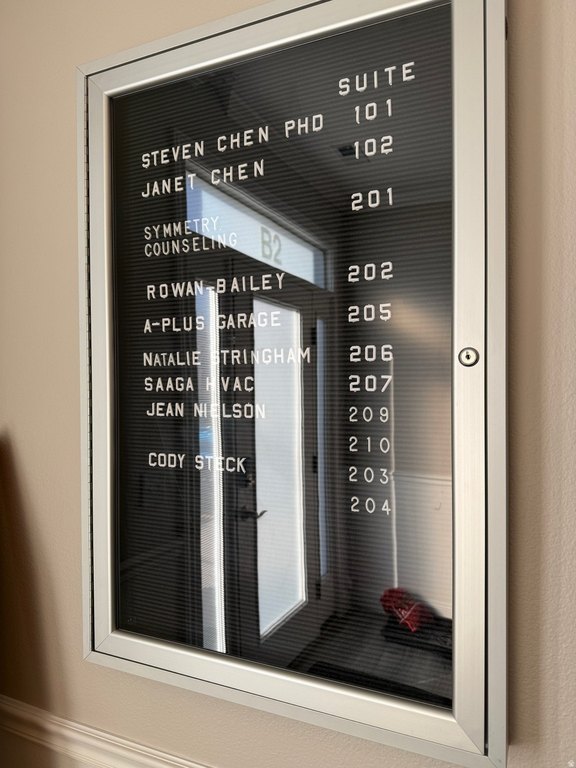 SUITE
STEVEN CHEN PHD 101
JANET CHEN 102
SYMMETRY 201
COUNSELING
B2
ROWAN-BAILEY 202
A-PLUS GARAGE 205
NATALIE STRINGHAM 206
SAAGA HVAC 207
JEAN NIELSON 209
210
CODY STECK 203
204